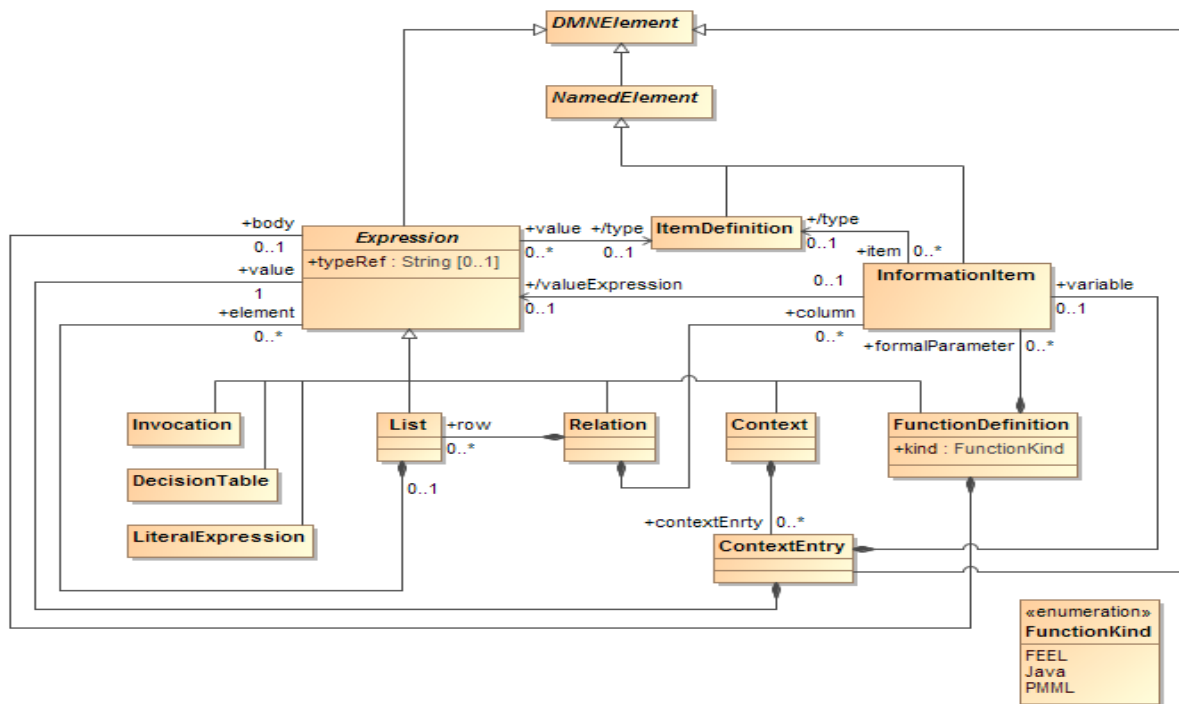 DMNElement
NamedElement
+body
0..1
+value
1
+element
0..*
Expression
+typeRef : String [0..1]
+value
0..*
+/type
0..1
ItemDefinition
+/type
0..1
+item
0..*
InformationItem
+/valueExpression
0..1
0..1
+variable
0..1
+column
0..*
+formalParameter
0..*
Invocation
DecisionTable
LiteralExpression
List
0..1
+row
0..*
Relation
Context
FunctionDefinition
+kind : FunctionKind
+contextEnrty
0..*
ContextEntry
«enumeration»
FunctionKind
FEEL
Java
PMML